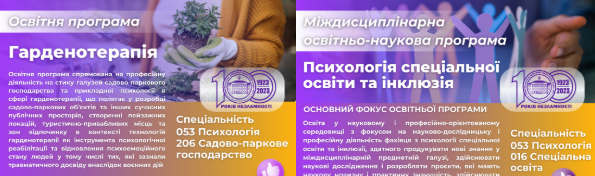 Освітня програма
Гарденотерапія
Освітня програма спрямована на професійну
діяльність на стику галузей садово-паркового
господарства та прикладної психології в
сфері гарденотерапії, що полягає у розробці
садово-паркових об'єктів та інших сучасних
публічних просторів, створенні пейзажних
локацій, туристично-привабливих місць та
зон відпочинку в контексті технологій
гарденотерапії як інструмента психологічної
реабілітації та відновлення психоемоційного
стану людей у тому числі тих, які зазнали
травматичного досвіду внаслідок воєнних дій
1923
2023
РОКІВ НЕЗЛАМНОСТІ
Спеціальність
053 Психологія
206 Садово-паркове
господарство
Міждисциплінарна
освітньо-наукова програма
Психологія спеціальної
освіти та інклюзія
ОСНОВНИЙ ФОКУС ОСВІТНЬОЇ ПРОГРАМИ
Освіта у науковому і професійно-орієнтованому
середовищі з фокусом на науково-дослідницьку і
професійну діяльність фахівця з психології спеціальної
освіти та інклюзії, здатного продукувати нові знання у
міждисциплінарній предметній галузі, здійснювати
наукові дослідження і розробляти проєкти, які мають
1923
2023
РОКІВ НЕЗЛАМНОСТІ
Спеціальність
053 Психологія
016 Спеціальна
освіта